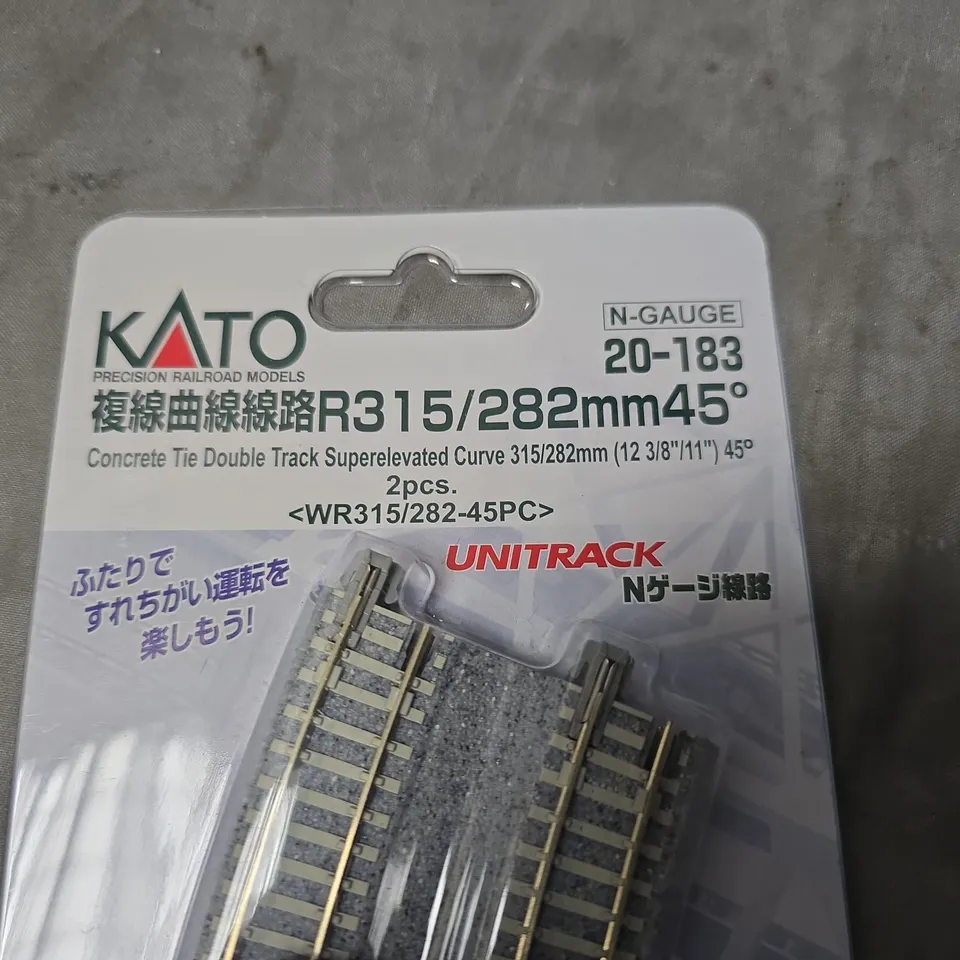 KATO
PRECISION RAILROAD MODELS
N-GAUGE
20-183
複線曲線線路R315/282mm45°
Concrete Tie Double Track Superelevated Curve 315/282mm (12 3/8"/11") 45º
2pcs.
<WR315/282-45PC>
UNITRACK
Nゲージ線路
ふたりで
すれちがい運転を
楽しもう!